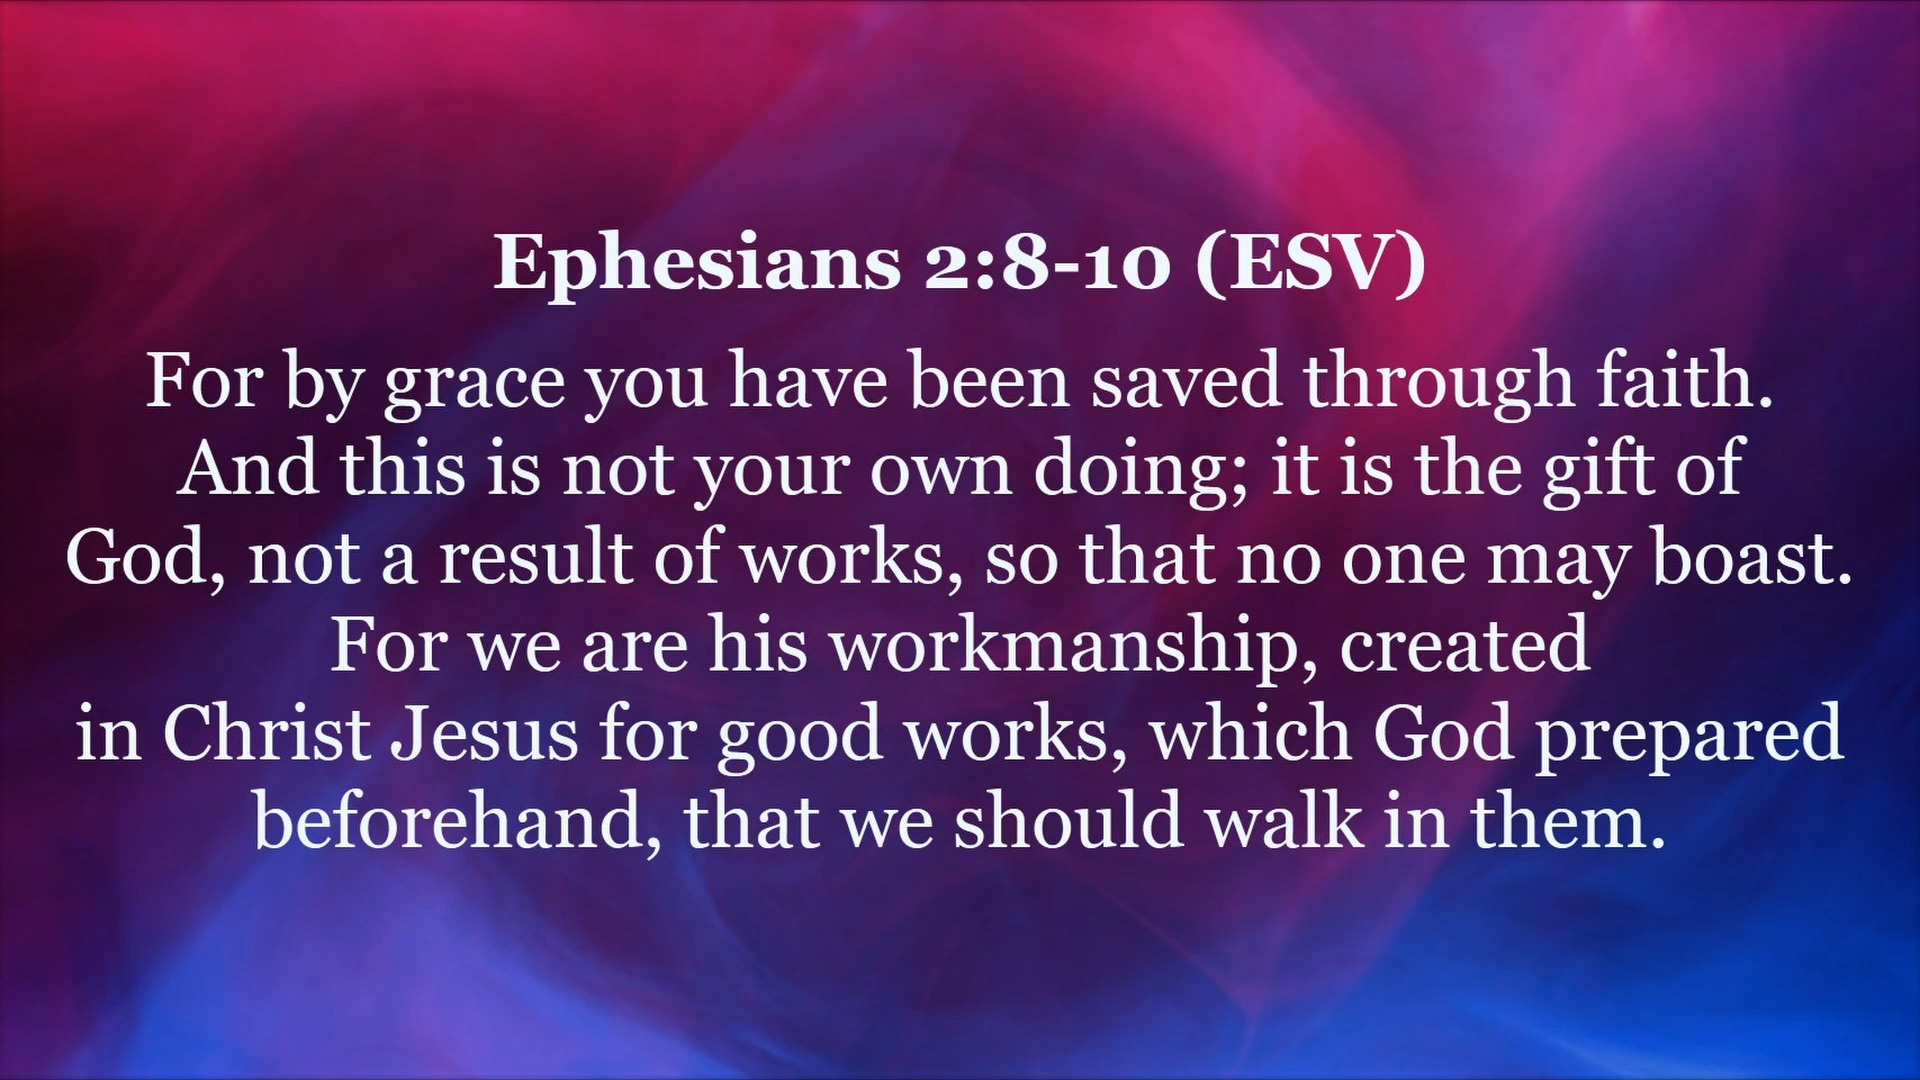 Ephesians 2:8-10 (ESV)
For by grace you have been saved through faith.
And this is not your own doing; it is the gift of
God, not a result of works, so that no one may boast.
For we are his workmanship, created
in Christ Jesus for good works, which God prepared
beforehand, that we should walk in them.